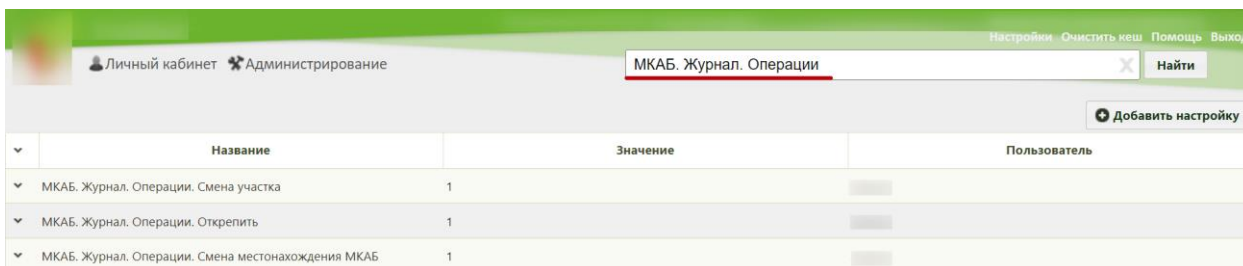 Настройки Очистить кеш Помощь Выход
Личный кабинет Администрирование
МКАБ. Журнал. Операции
X Найти
Добавить настройку
Название Значение Пользователь
МКАБ. Журнал. Операции. Смена участка 1
МКАБ. Журнал. Операции. Открепить 1
МКАБ. Журнал. Операции. Смена местонахождения МКАБ 1